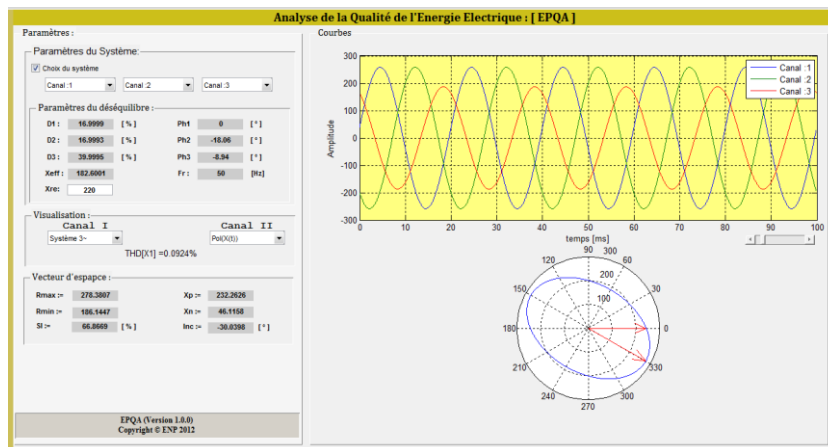 Analyse de la Qualité de l'Energie Electrique : [ EPQA ]
Paramètres :
Paramètres du Système:
Choix du système
Canal :1 Canal :2 Canal :3
Paramètres du déséquilibre :
D1 : 16.9999 [ % ] Ph1 0 [ ° ]
D2 : 16.9993 [ % ] Ph2 -18.06 [ ° ]
D3 : 39.9995 [ % ] Ph3 -8.94 [ ° ]
Xeff : 182.6001 Fr : 50 [Hz]
Xre: 220
Visualisation :
Canal I Canal II
Système 3~ Pol(X(t))
THD[X1] =0.0924%
Vecteur d'espapce :
Rmax := 278.3807 Xp := 232.2626
Rmin := 186.1447 Xn := 46.1158
Sl := 66.8669 [ % ] Inc := -30.0398 [ ° ]
EPQA (Version 1.0.0)
Copyright © ENP 2012
Courbes
Canal :1
Canal :2
Canal :3
Amplitude
300
200
100
0
-100
-200
-300
0 10 20 30 40 50 60 70 80 90 100
temps [ms]
90 300
120 60
200
150 30
100
180 0
210 330
240 300
270